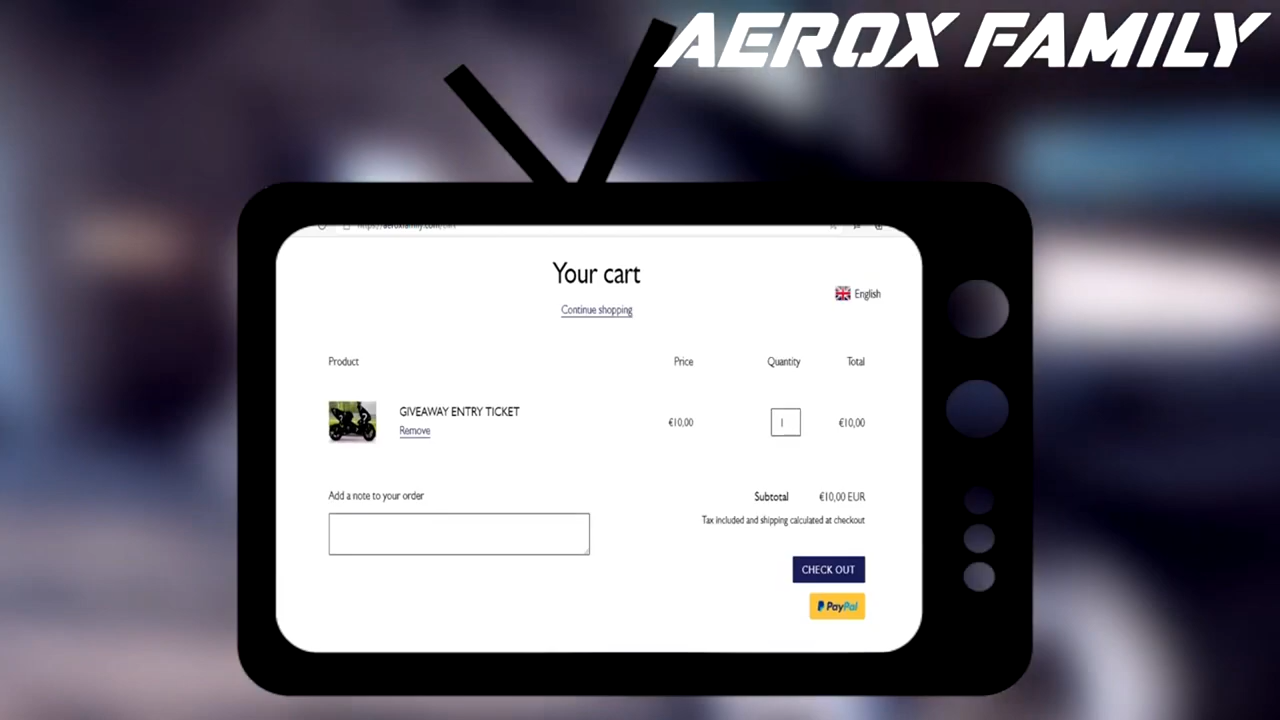 AEROX FAMILY
Your cart
English
Continue shopping
Product Price Quantity Total
GIVEAWAY ENTRY TICKET
Remove
€10,00 1 €10,00
Add a note to your order
Subtotal €10,00 EUR
Tax included and shipping calculated at checkout
CHECK OUT
PayPal